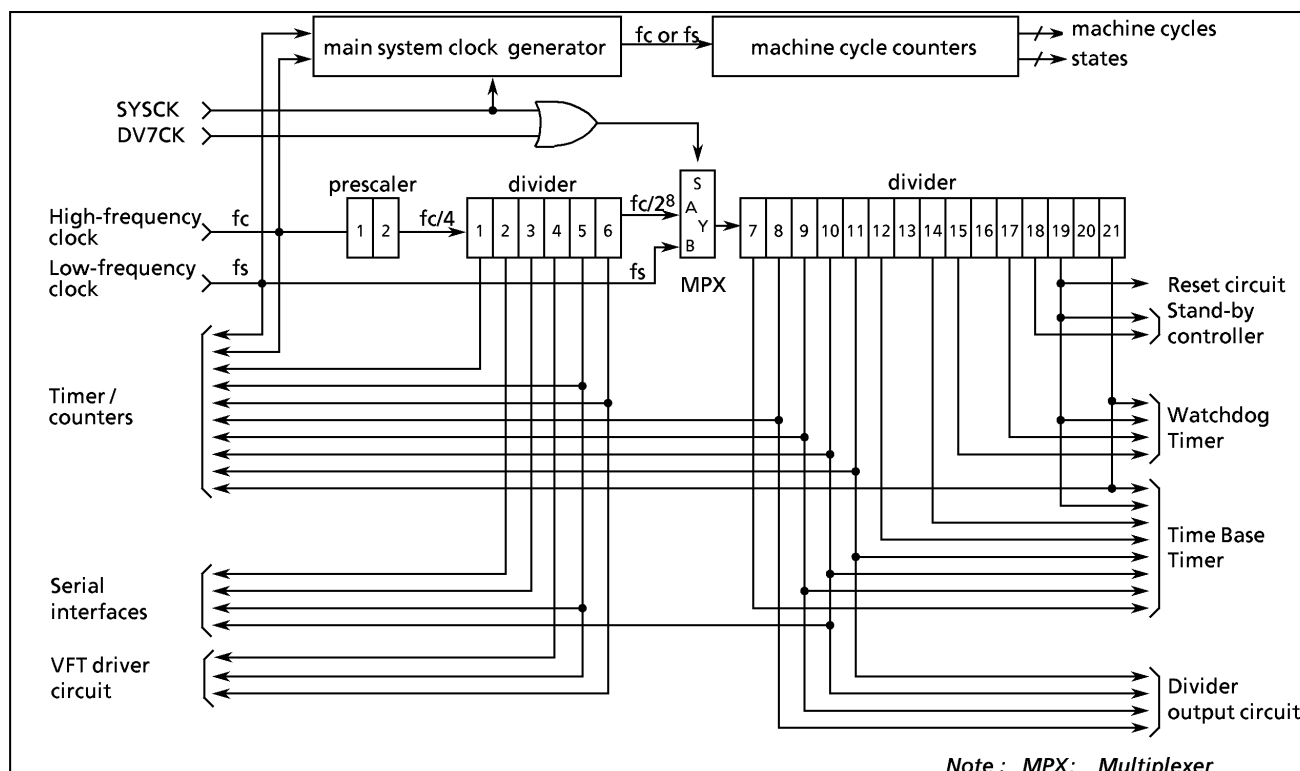 main system clock generator
fc or fs
machine cycle counters
machine cycles
states
SYSCK
DV7CK
prescaler
divider
divider
High-frequency
clock
fc
1 2
fc/4
1 2 3 4 5 6
fc/2⁸
S
A
Y
B
MPX
7 8 9 10 11 12 13 14 15 16 17 18 19 20 21
Low-frequency
clock
fs
fs
Reset circuit
Stand-by
controller
Timer /
counters
Watchdog
Timer
Time Base
Timer
Serial
interfaces
VFT driver
circuit
Divider
output circuit
Note : MPX: Multiplexer